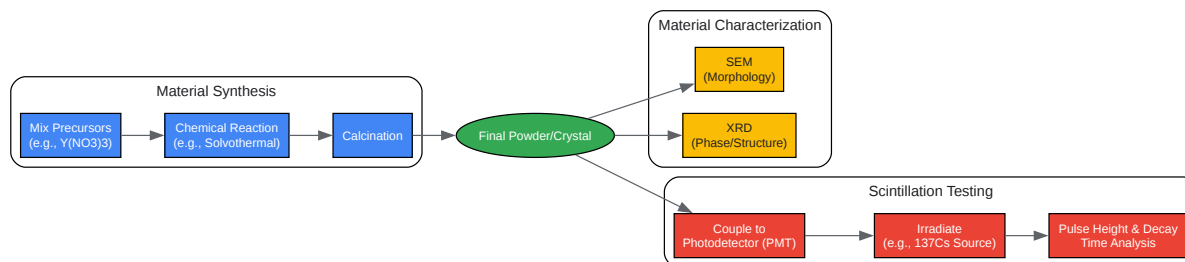 Material Synthesis
Mix Precursors
(e.g., Y(NO3)3)
Chemical Reaction
(e.g., Solvothermal)
Calcination
Final Powder/Crystal
Material Characterization
SEM
(Morphology)
XRD
(Phase/Structure)
Scintillation Testing
Couple to
Photodetector (PMT)
Irradiate
(e.g., 137Cs Source)
Pulse Height & Decay
Time Analysis